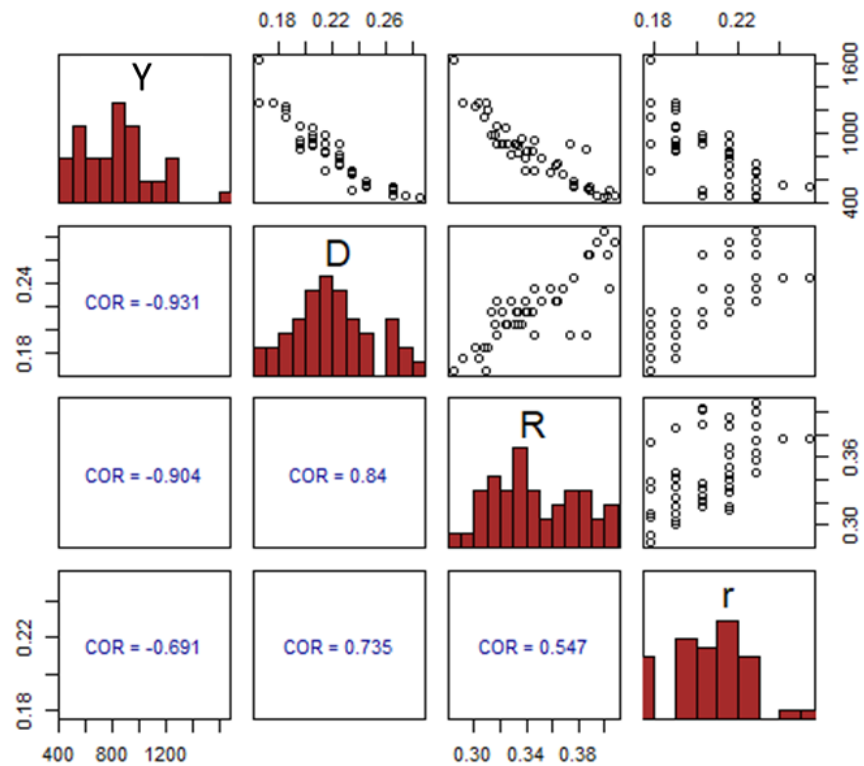 0.18 0.22 0.26
0.18 0.22
Y
400 1000 1600
D
0.18 0.24
COR = -0.931
R
COR = -0.904
COR = 0.84
0.30 0.36
r
0.18 0.22
COR = -0.691
COR = 0.735
COR = 0.547
400 800 1200
0.30 0.34 0.38